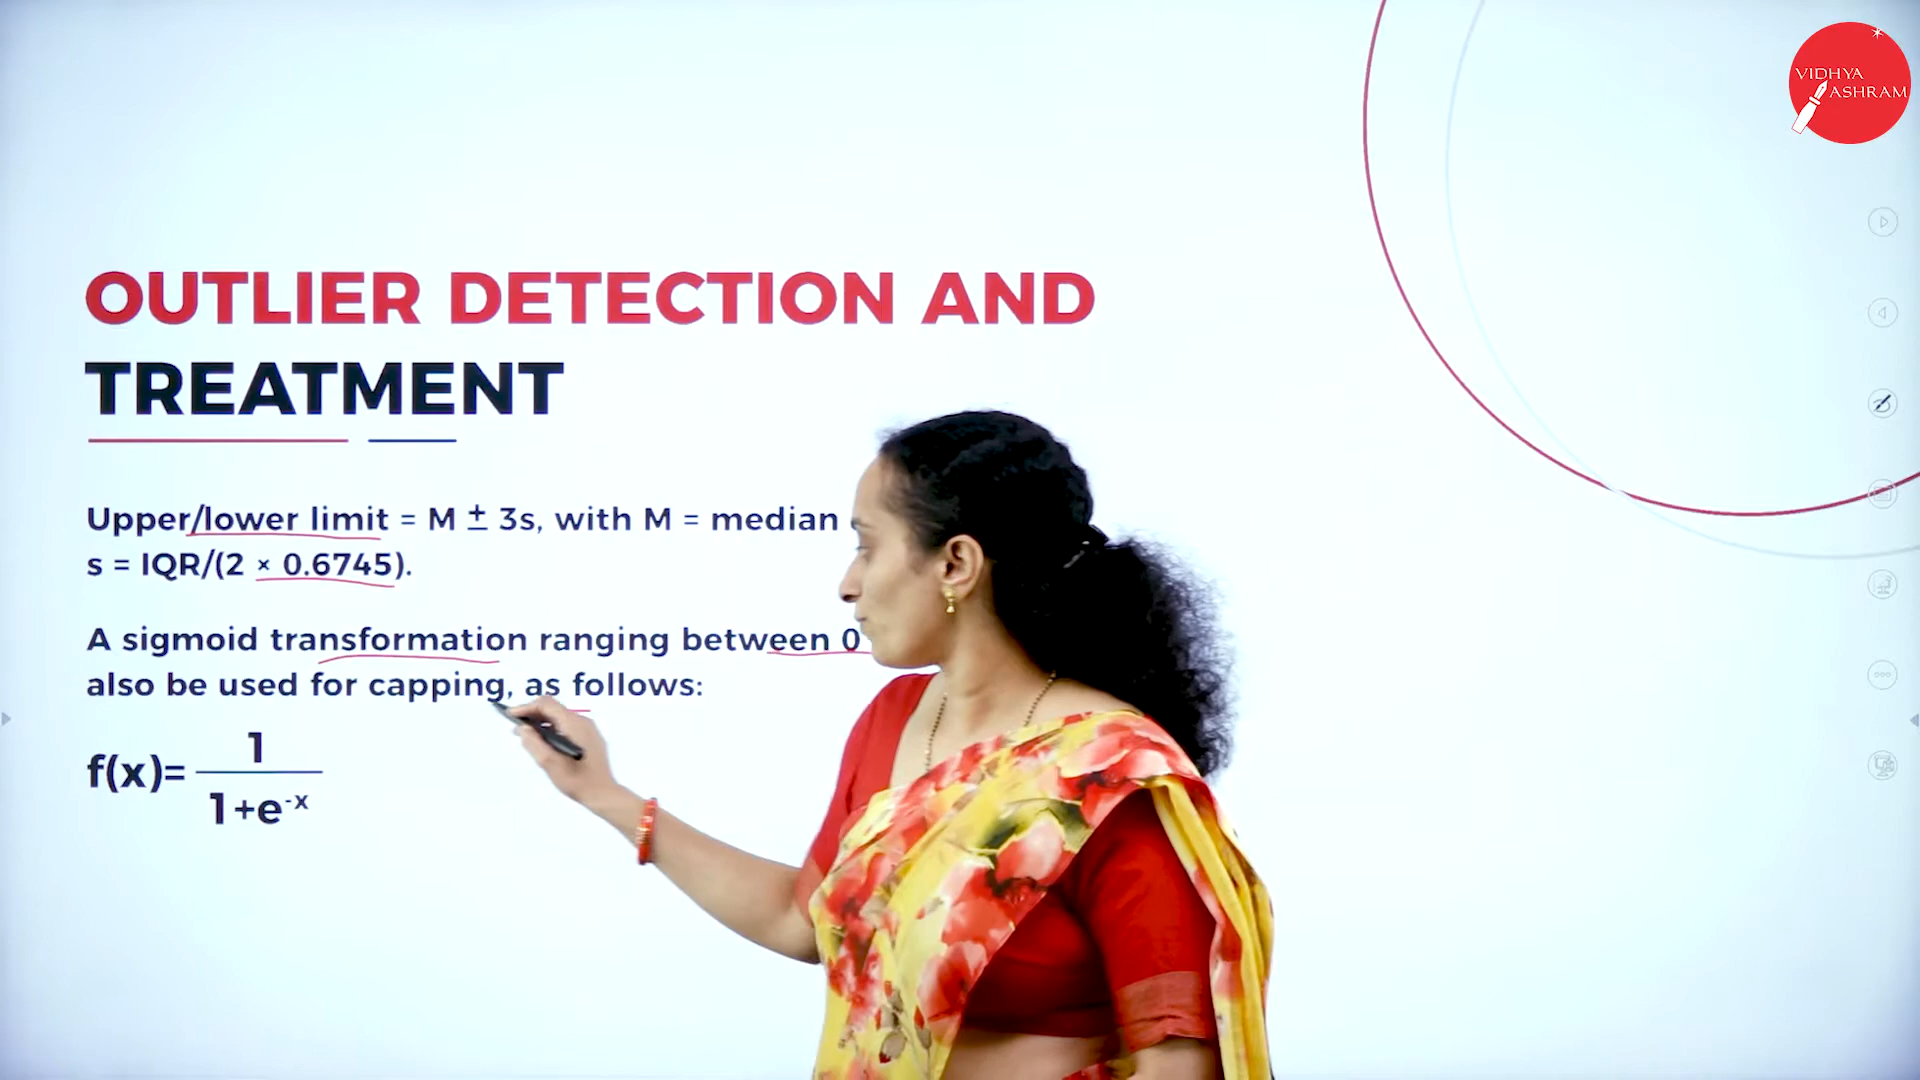 VIDHYA
ASHRAM
OUTLIER DETECTION AND
TREATMENT
Upper/lower limit = M ± 3s, with M = median
s = IQR/(2 × 0.6745).
A sigmoid transformation ranging between 0
also be used for capping, as follows:
f(x)= 1
1+e⁻ˣ